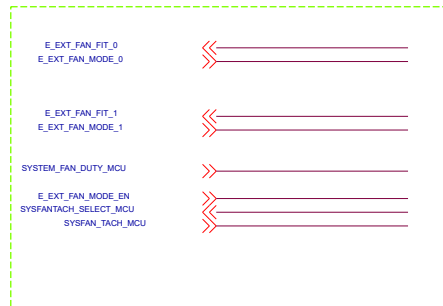 E_EXT_FAN_FIT_0
E_EXT_FAN_MODE_0
E_EXT_FAN_FIT_1
E_EXT_FAN_MODE_1
SYSTEM_FAN_DUTY_MCU
E_EXT_FAN_MODE_EN
SYSFANTACH_SELECT_MCU
SYSFAN_TACH_MCU